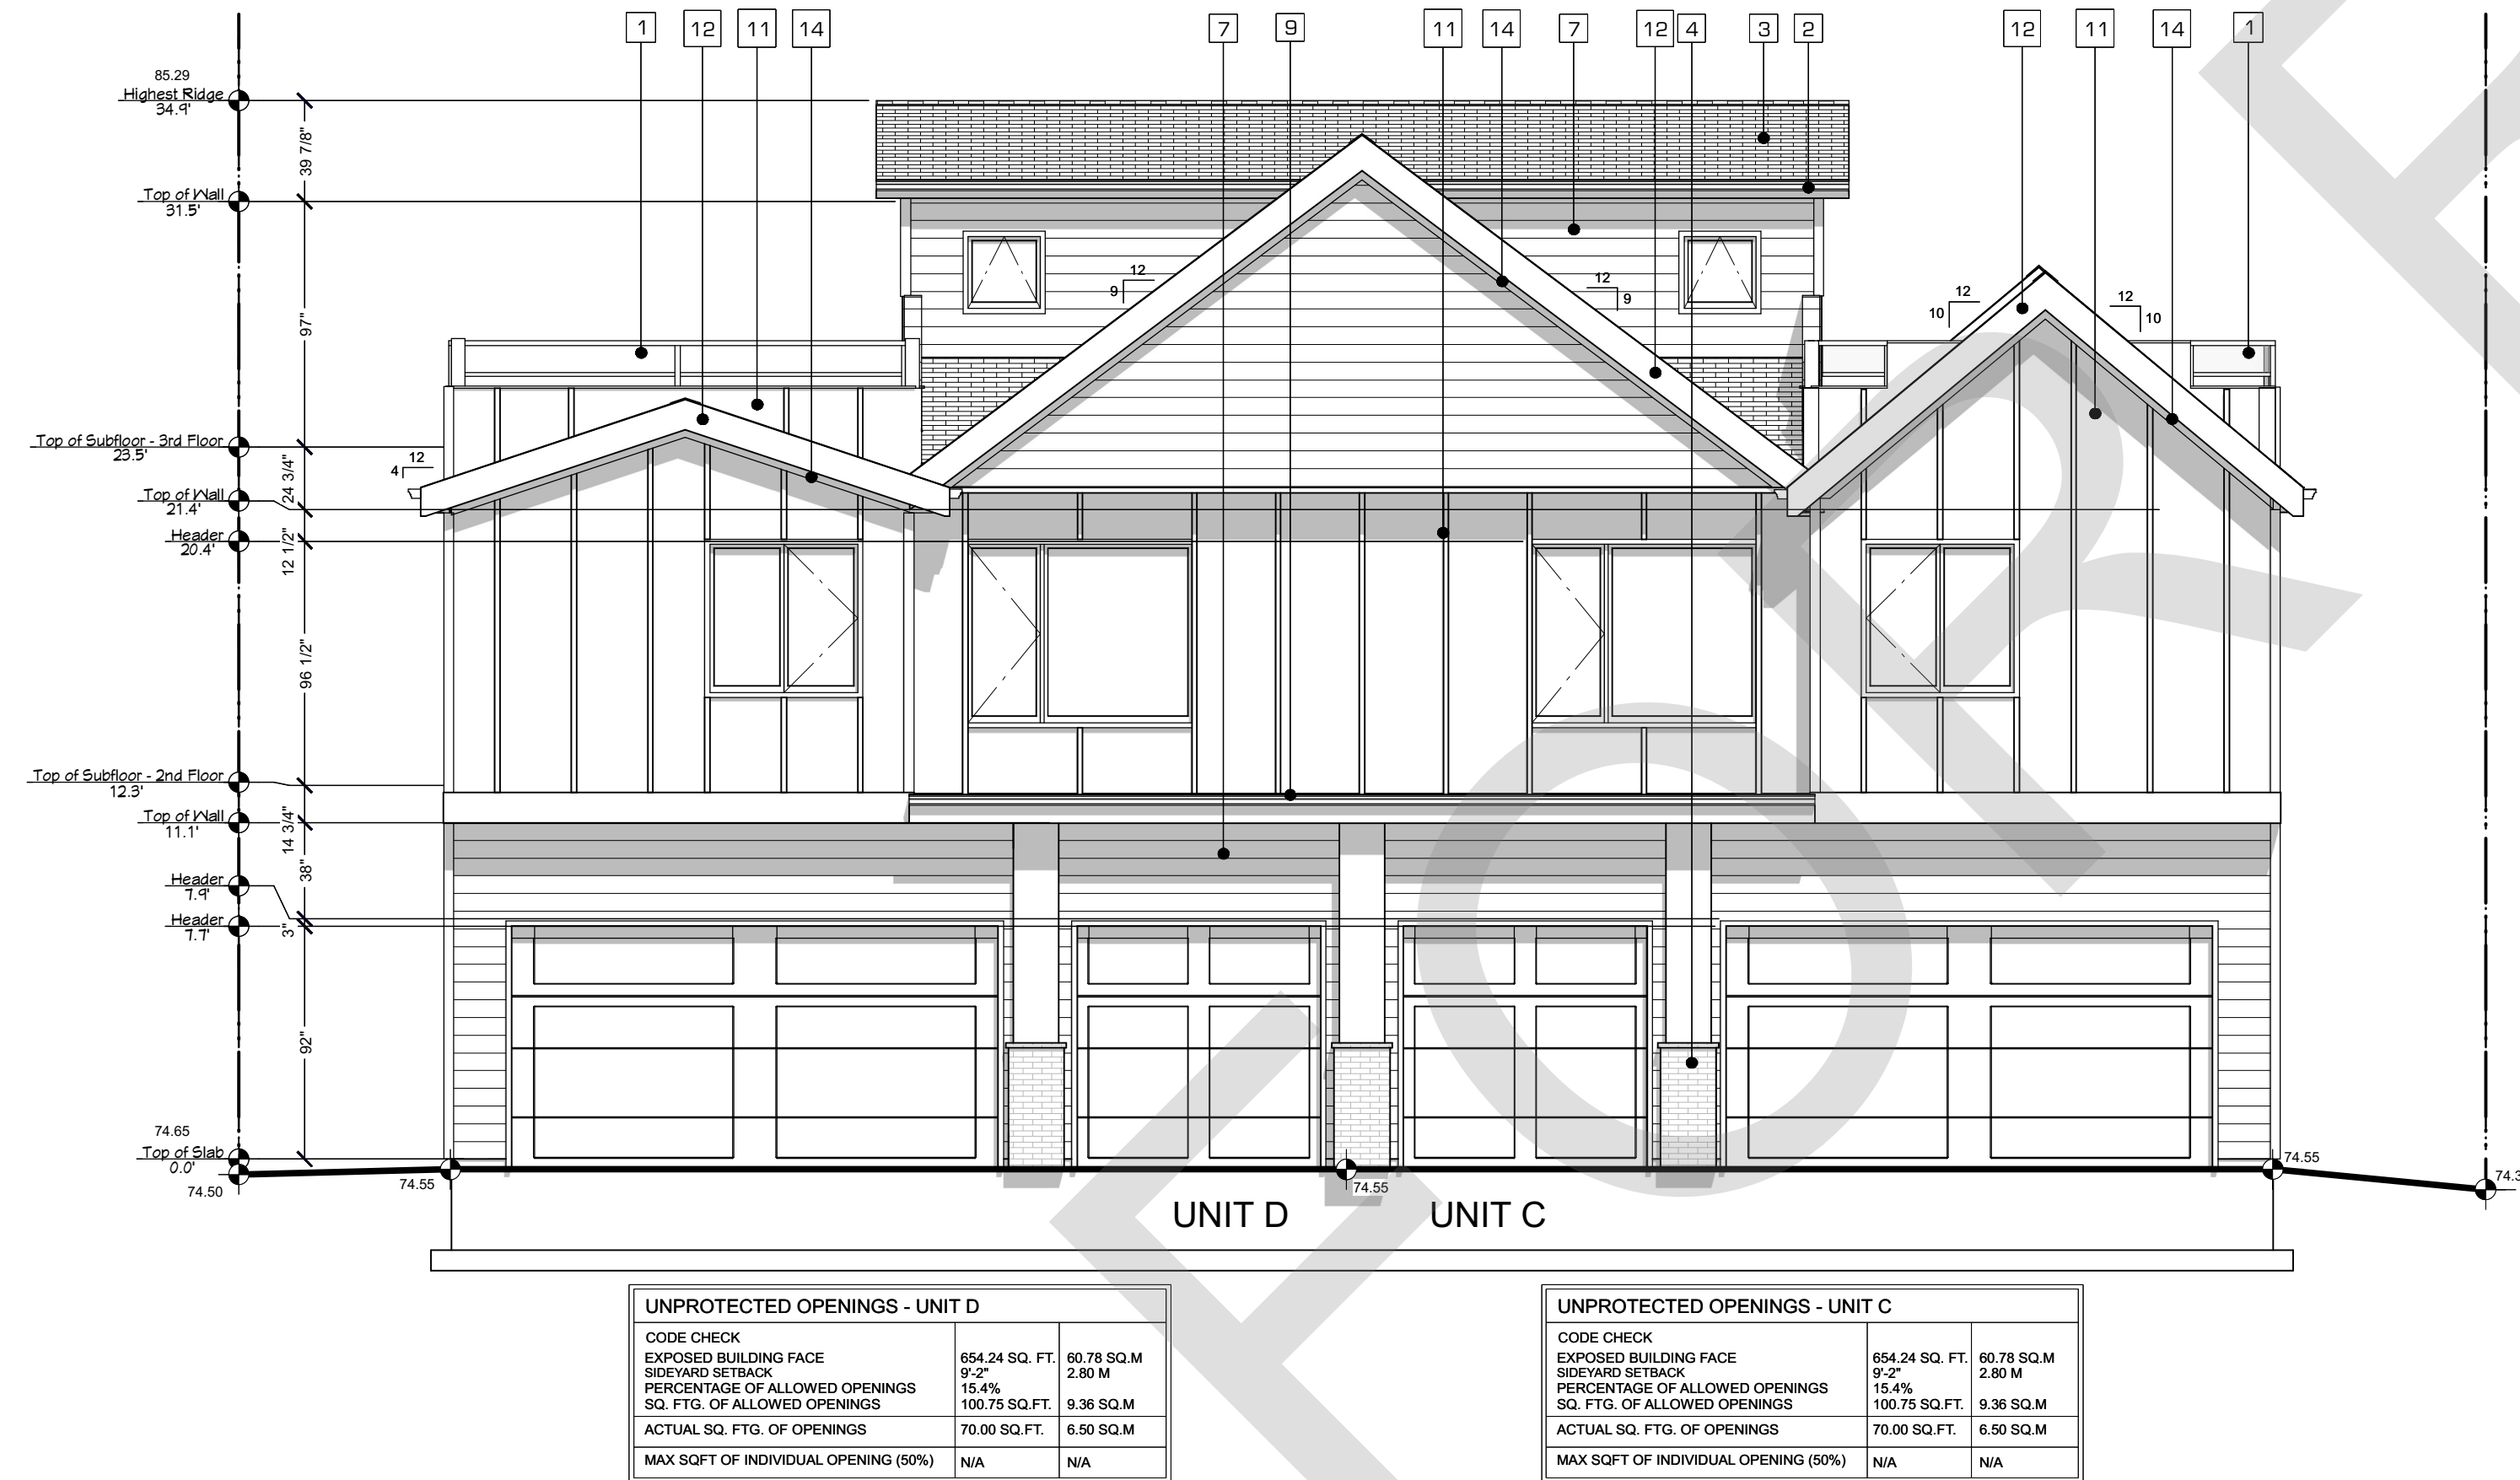 1 12 11 14 7 9 11 14 7 12 4 3 2 12 11 14 1
85.29
Highest Ridge
34.9'
39 7/8"
Top of Wall
31.5'
97"
12
9
12
9
12
10
12
10
Top of Subfloor - 3rd Floor
23.5'
12
4
24 3/4"
Top of Wall
21.4'
Header
20.4'
12 1/2"
96 1/2"
Top of Subfloor - 2nd Floor
12.3'
Top of Wall
11.1'
14 3/4"
38"
Header
7.9'
Header
7.7'
3"
92"
74.65
Top of Slab
0.0'
74.50
74.55
74.55
74.55
74.3
UNIT D UNIT C
FOR
UNPROTECTED OPENINGS - UNIT D
CODE CHECK
EXPOSED BUILDING FACE 654.24 SQ. FT. 60.78 SQ.M
SIDEYARD SETBACK 9'-2" 2.80 M
PERCENTAGE OF ALLOWED OPENINGS 15.4%
SQ. FTG. OF ALLOWED OPENINGS 100.75 SQ.FT. 9.36 SQ.M
ACTUAL SQ. FTG. OF OPENINGS 70.00 SQ.FT. 6.50 SQ.M
MAX SQFT OF INDIVIDUAL OPENING (50%) N/A N/A
UNPROTECTED OPENINGS - UNIT C
CODE CHECK
EXPOSED BUILDING FACE 654.24 SQ. FT. 60.78 SQ.M
SIDEYARD SETBACK 9'-2" 2.80 M
PERCENTAGE OF ALLOWED OPENINGS 15.4%
SQ. FTG. OF ALLOWED OPENINGS 100.75 SQ.FT. 9.36 SQ.M
ACTUAL SQ. FTG. OF OPENINGS 70.00 SQ.FT. 6.50 SQ.M
MAX SQFT OF INDIVIDUAL OPENING (50%) N/A N/A